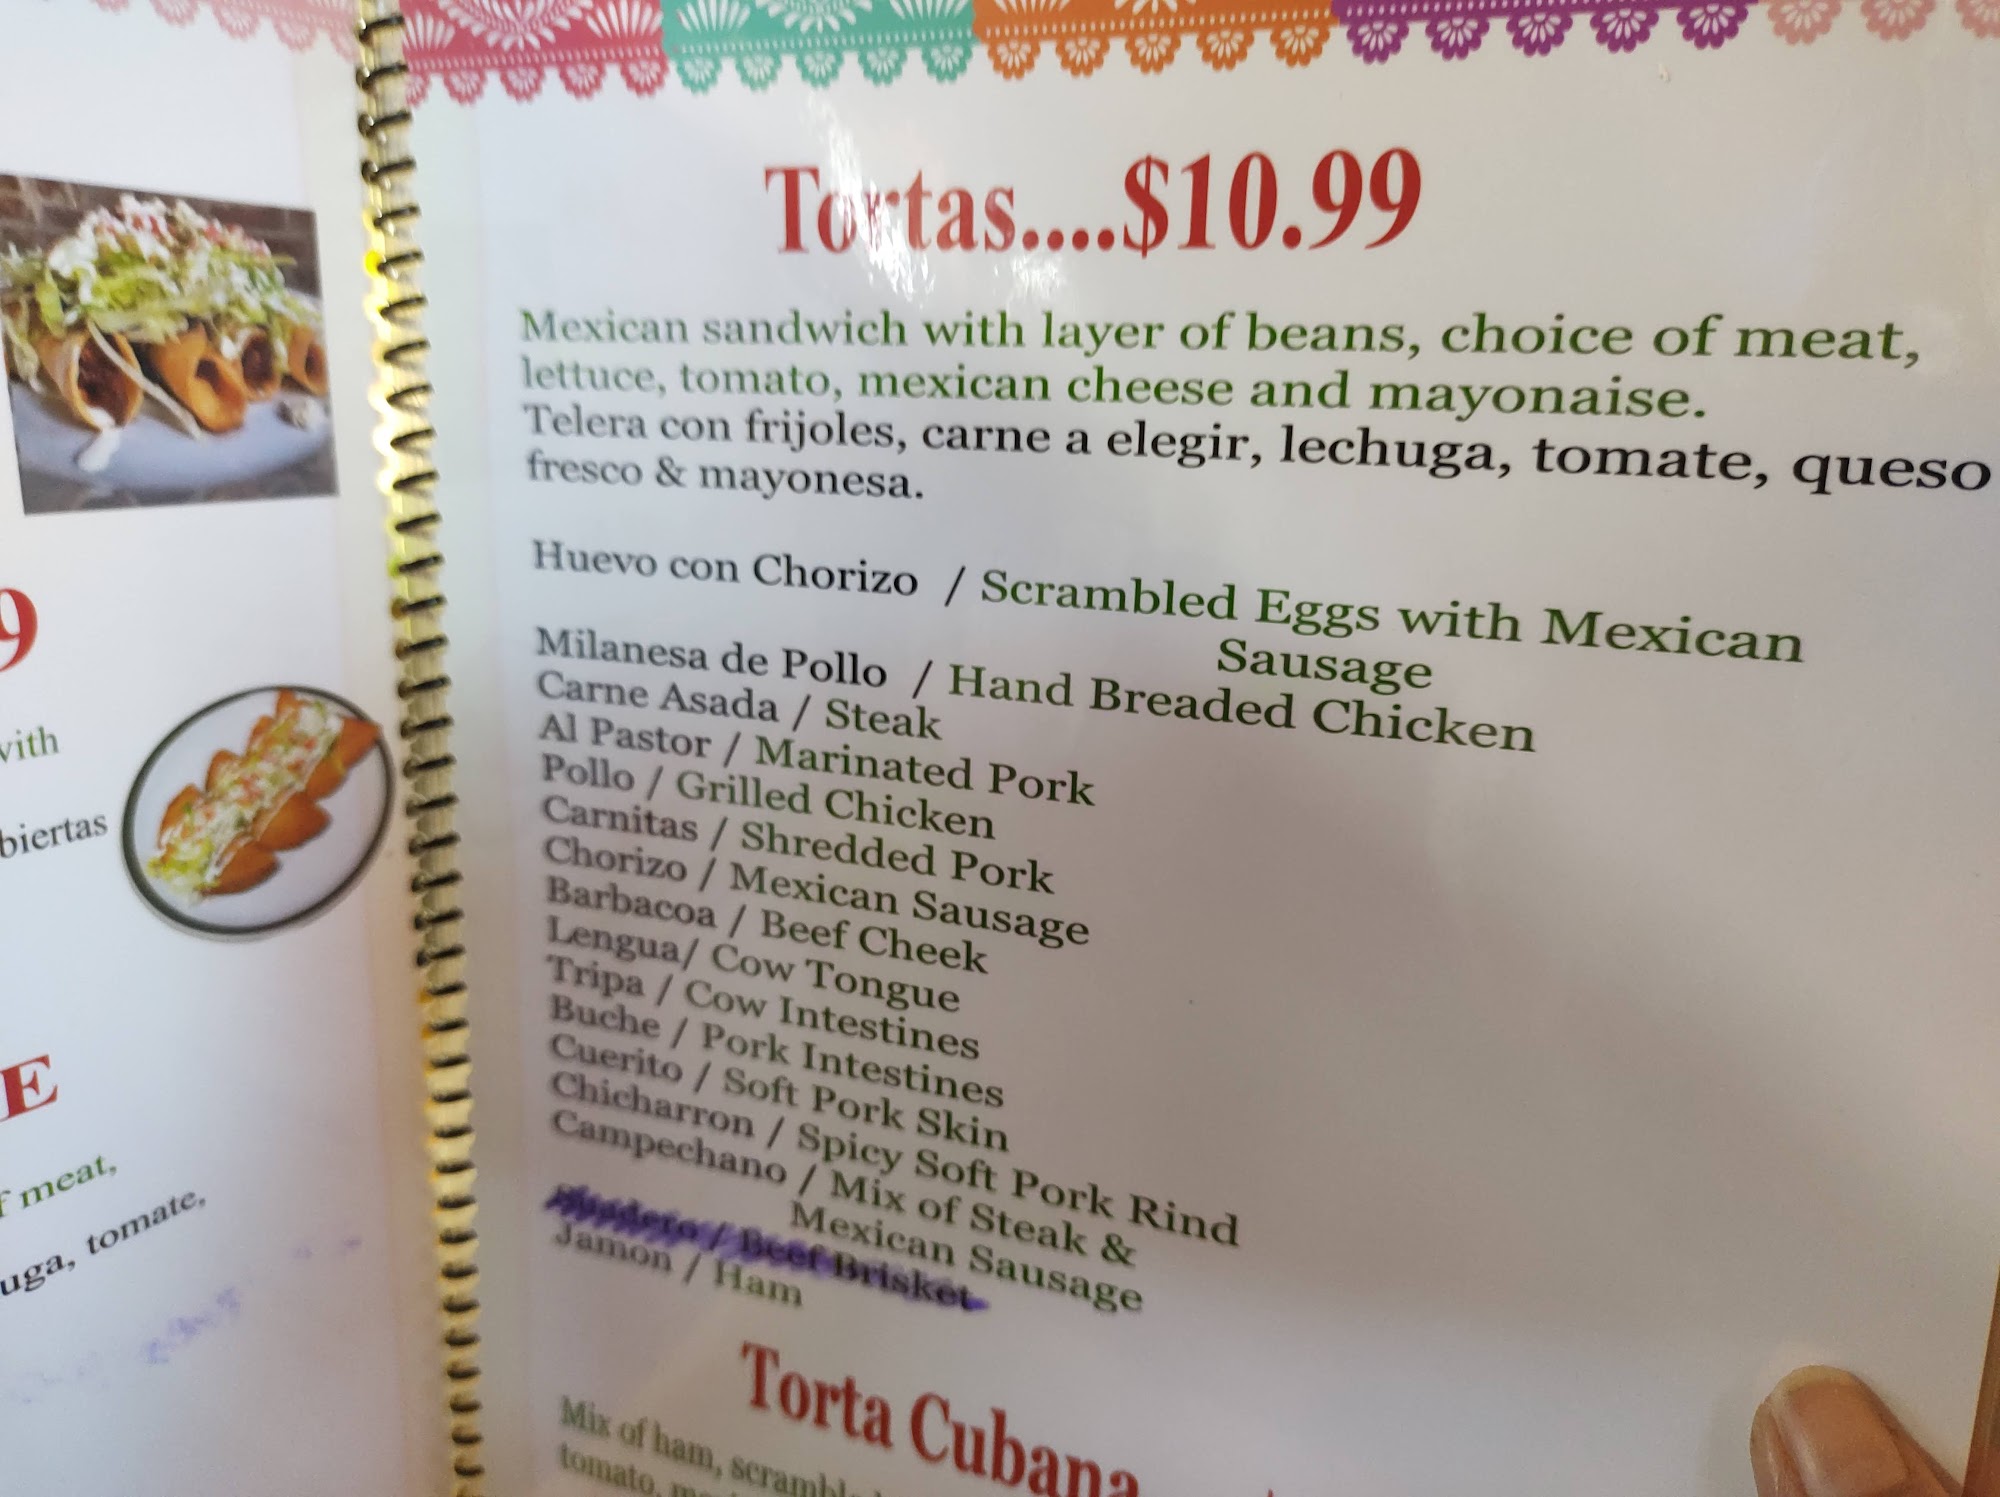 9
with
biertas
E
f meat,
uga, tomate,
Tortas....$10.99
Mexican sandwich with layer of beans, choice of meat,
lettuce, tomato, mexican cheese and mayonaise.
Telera con frijoles, carne a elegir, lechuga, tomate, queso
fresco & mayonesa.
Huevo con Chorizo / Scrambled Eggs with Mexican
Sausage
Milanesa de Pollo / Hand Breaded Chicken
Carne Asada / Steak
Al Pastor / Marinated Pork
Pollo / Grilled Chicken
Carnitas / Shredded Pork
Chorizo / Mexican Sausage
Barbacoa / Beef Cheek
Lengua/ Cow Tongue
Tripa / Cow Intestines
Buche / Pork Intestines
Cuerito / Soft Pork Skin
Chicharron / Spicy Soft Pork Rind
Campechano / Mix of Steak &
Mexican Sausage
/ Beef Brisket
Jamon / Ham
Torta Cubana
Mix of ham,
tomato,